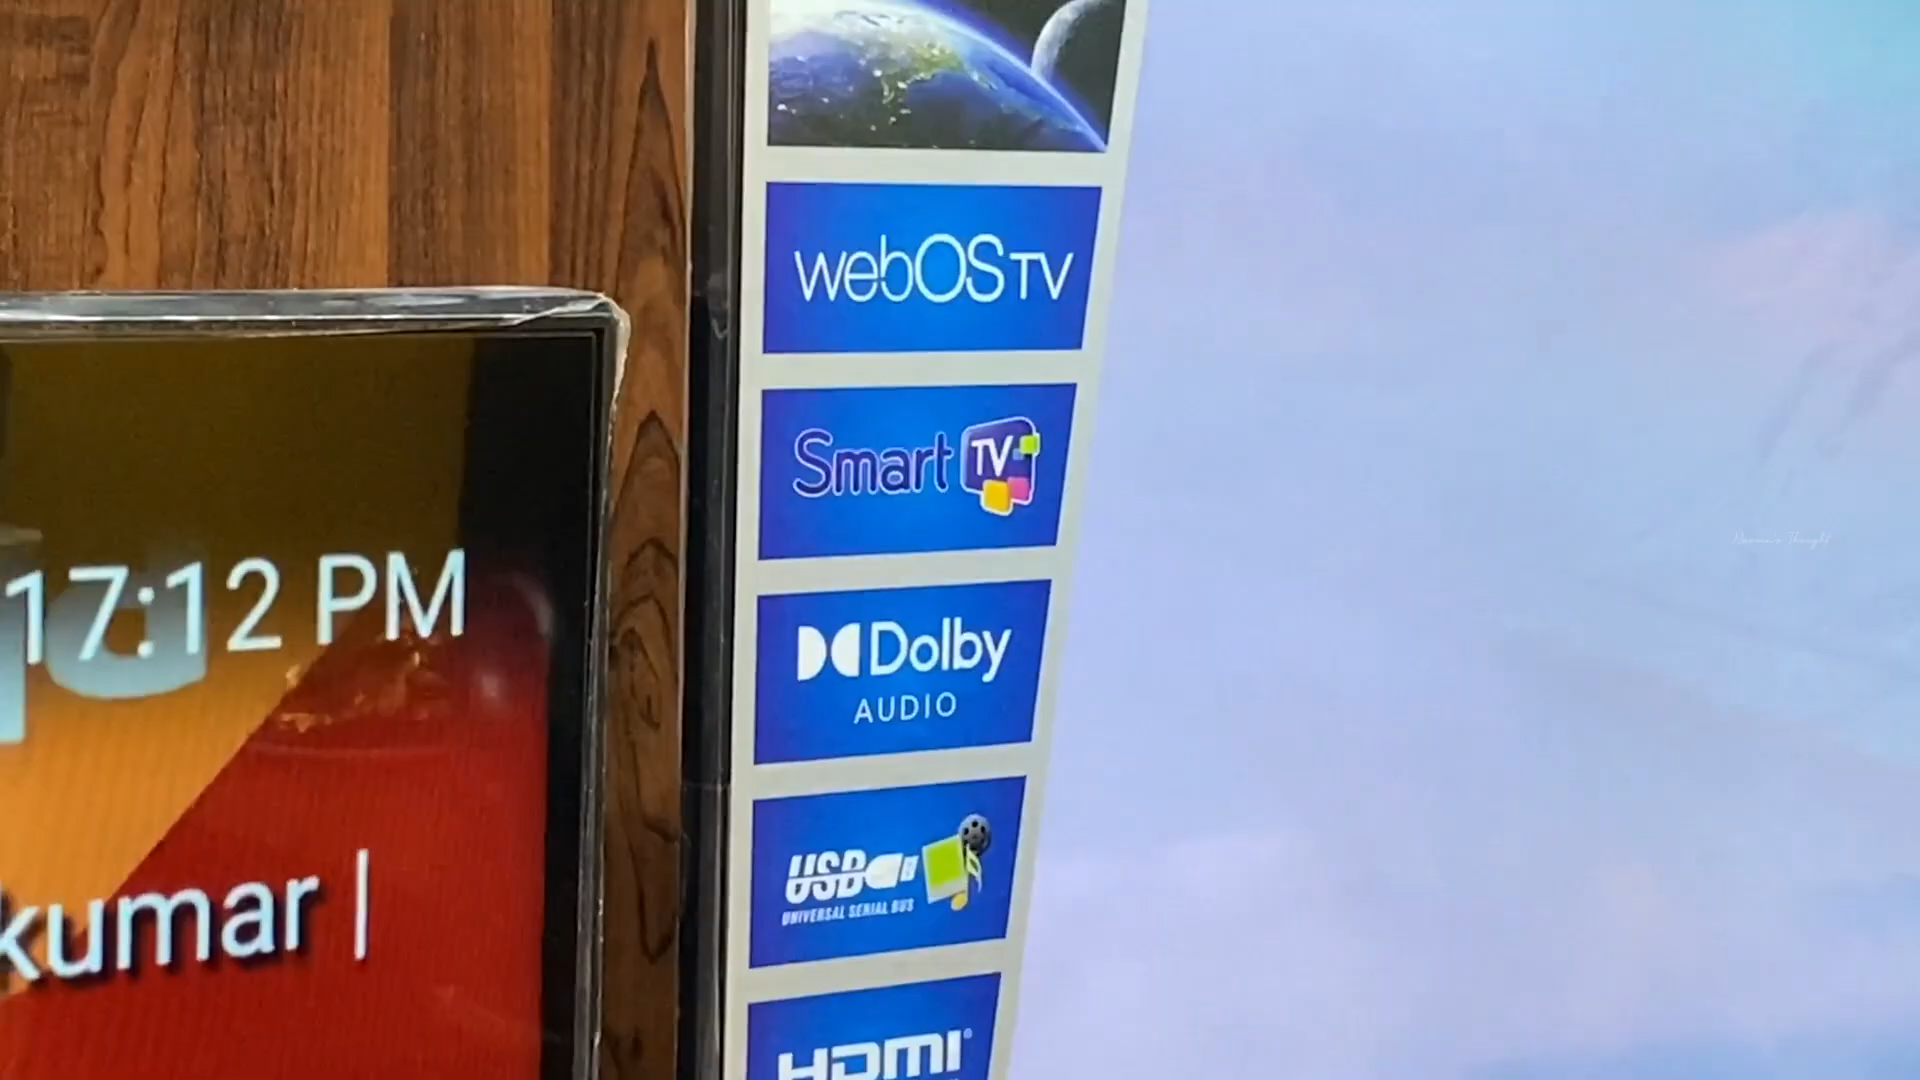 webOS TV
Smart TV
Dolby
AUDIO
USB
UNIVERSAL SERIAL BUS
HDMI®
17:12 PM
kumar |